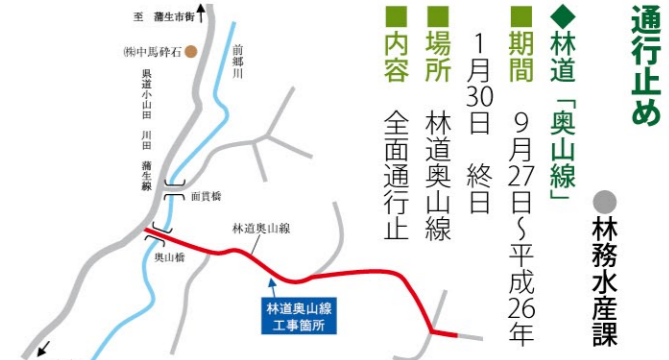 通行止め
●林務水産課
◆林道「奥山線」
■期間　９月27日～平成26年
１月30日　終日
■場所　林道奥山線
■内容　全面通行止
至　蒲生市街
㈱中馬砕石
前郷川
県道小山田　川田　蒲生線
面貫橋
林道奥山線
奥山橋
林道奥山線
工事箇所